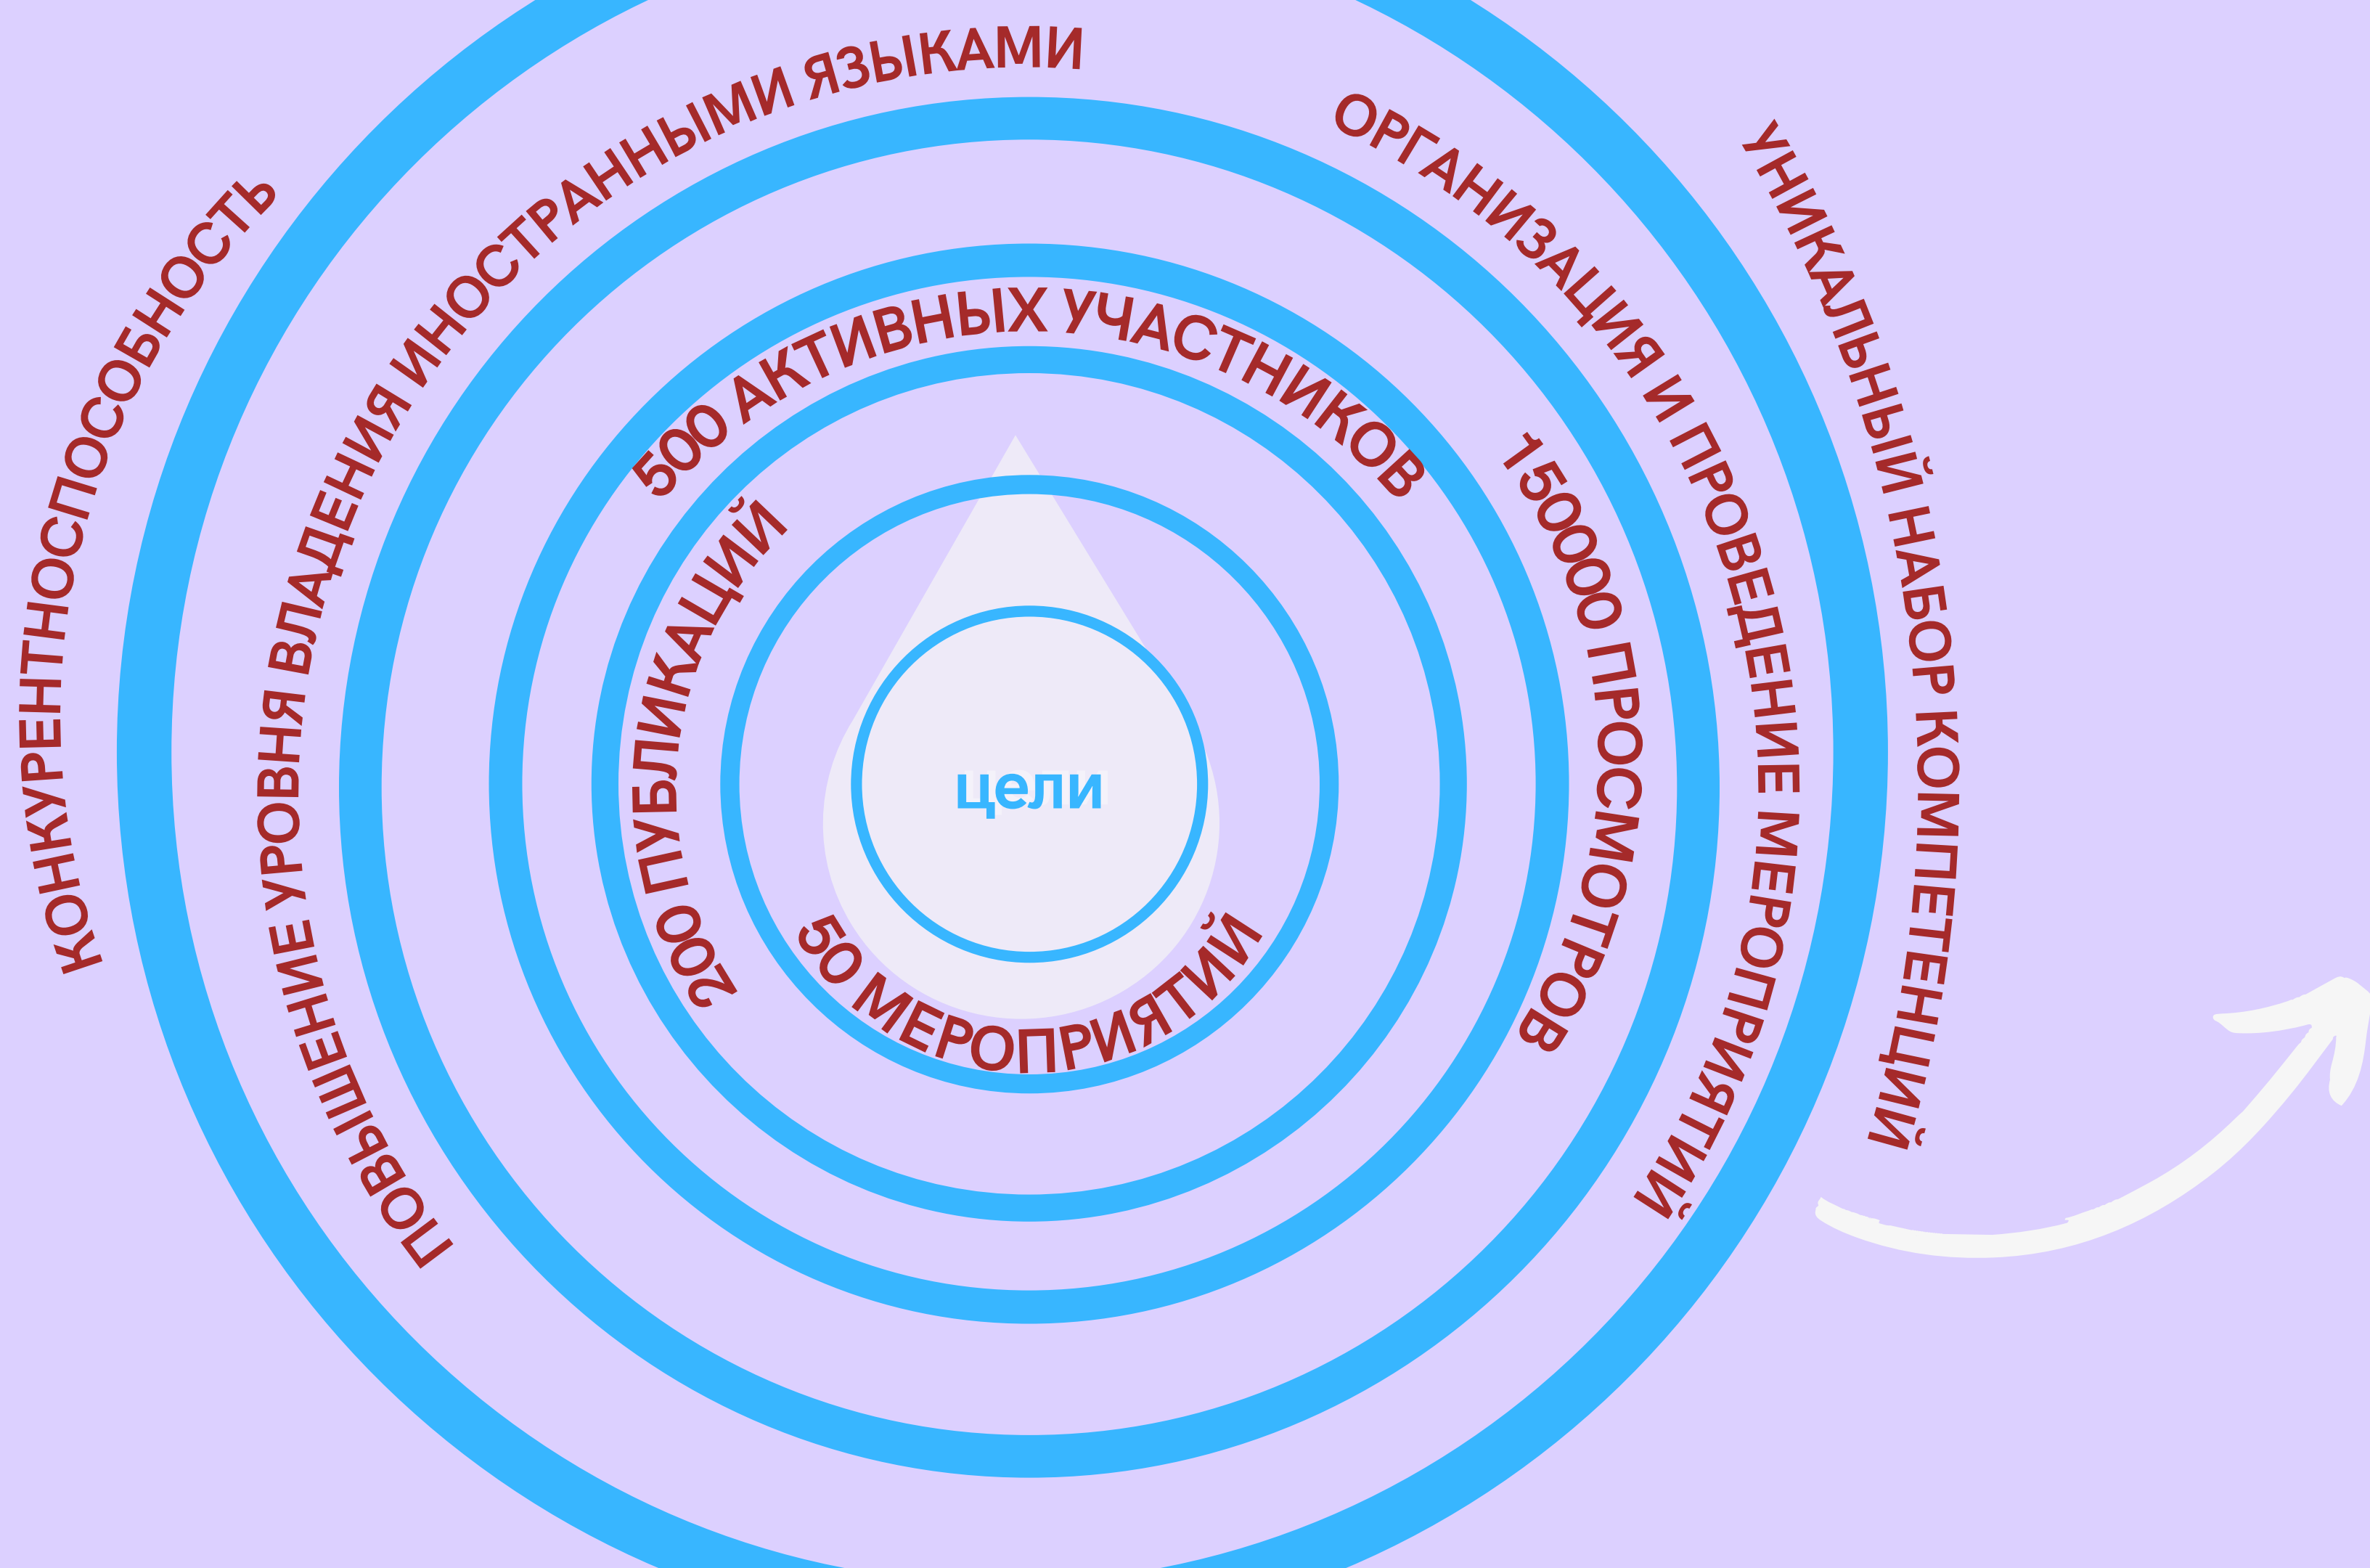 КОНКУРЕНТНОСПОСОБНОСТЬ
ПОВЫШЕНИЕ УРОВНЯ ВЛАДЕНИЯ ИНОСТРАННЫМИ ЯЗЫКАМИ
ОРГАНИЗАЦИЯ И ПРОВЕДЕНИЕ МЕРОПРИЯТИЙ
УНИКАЛЬНЫЙ НАБОР КОМПЕТЕНЦИЙ
500 АКТИВНЫХ УЧАСТНИКОВ
200 ПУБЛИКАЦИЙ
150000 ПРОСМОТРОВ
50 МЕРОПРИЯТИЙ
цели